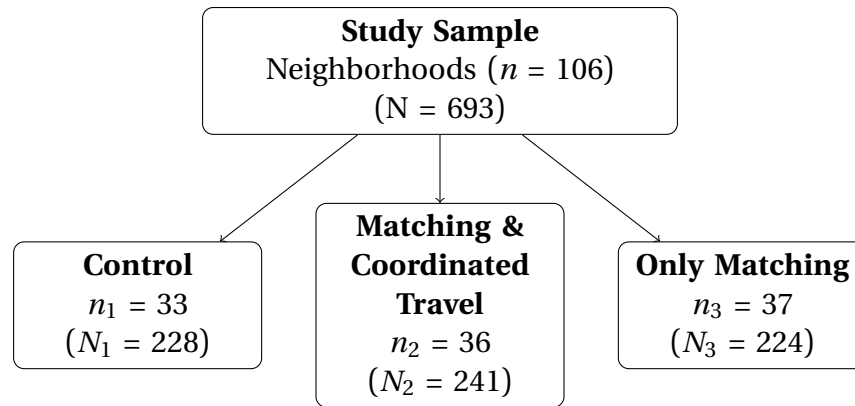 Study Sample
Neighborhoods (n = 106)
(N = 693)
Control
n₁ = 33
(N₁ = 228)
Matching &
Coordinated
Travel
n₂ = 36
(N₂ = 241)
Only Matching
n₃ = 37
(N₃ = 224)